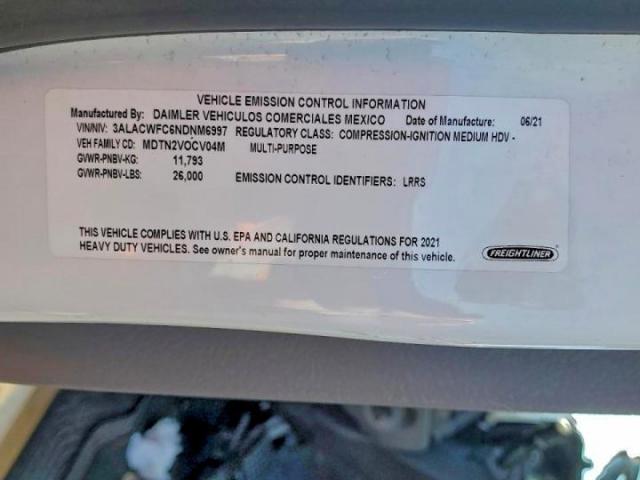 VEHICLE EMISSION CONTROL INFORMATION
Manufactured By: DAIMLER VEHICULOS COMERCIALES MEXICO Date of Manufacture: 06/21
VIN/NIV: 3ALACWFC6NDNM6997 REGULATORY CLASS: COMPRESSION-IGNITION MEDIUM HDV -
VEH FAMILY CD: MDTN2VOCV04M MULTI-PURPOSE
GVWR-PNBV-KG: 11,793
GVWR-PNBV-LBS: 26,000 EMISSION CONTROL IDENTIFIERS: LRRS
THIS VEHICLE COMPLIES WITH U.S. EPA AND CALIFORNIA REGULATIONS FOR 2021
HEAVY DUTY VEHICLES. See owner's manual for proper maintenance of this vehicle.
FREIGHTLINER